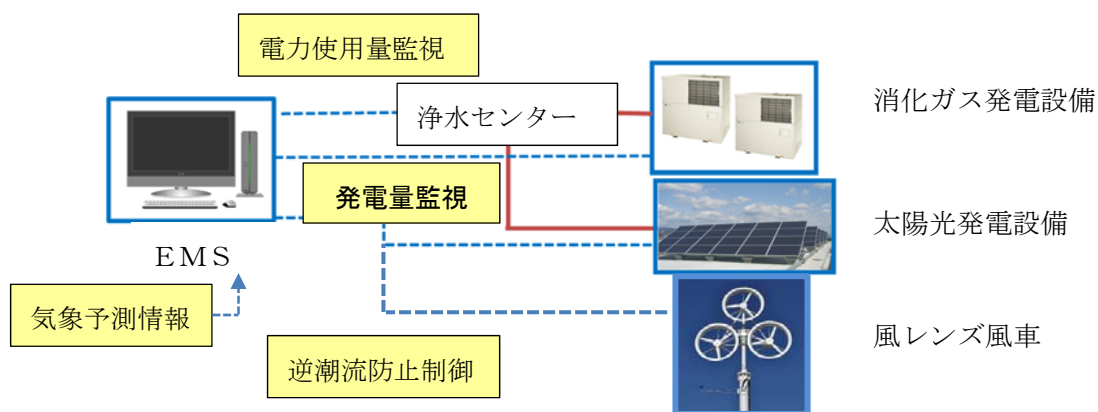 電力使用量監視
浄水センター
消化ガス発電設備
発電量監視
太陽光発電設備
ＥＭＳ
気象予測情報
風レンズ風車
逆潮流防止制御